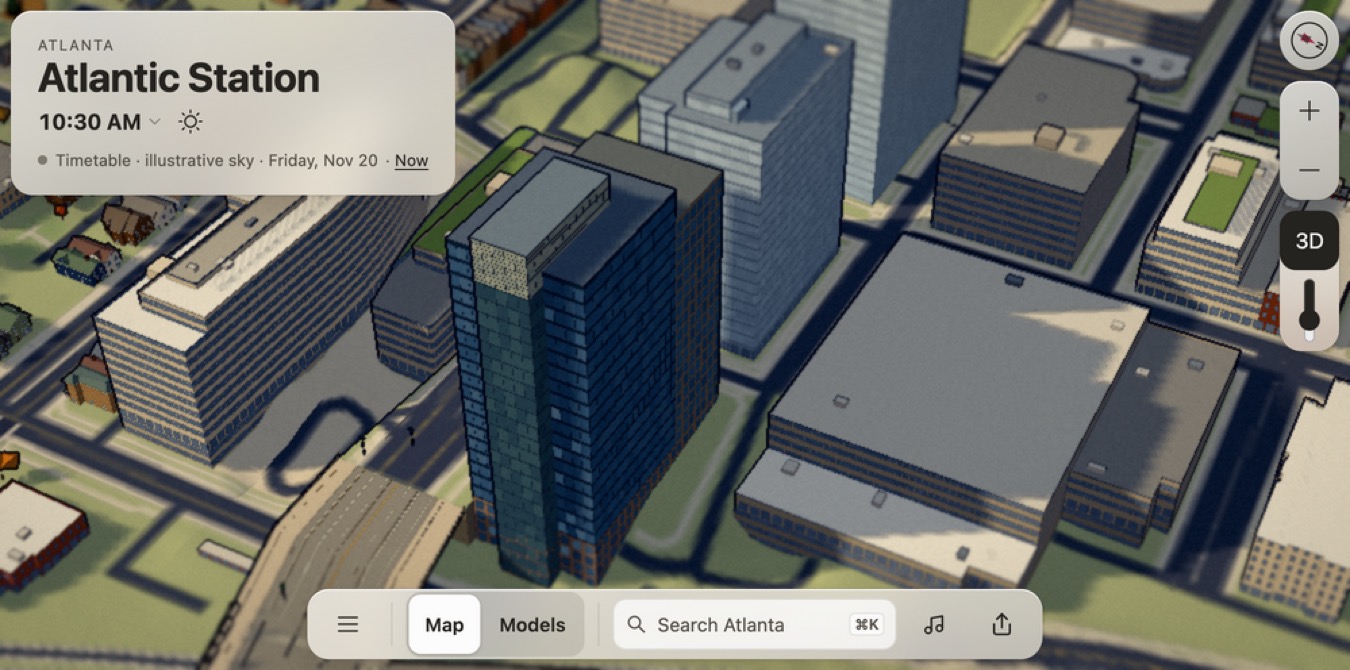 ATLANTA
Atlantic Station
10:30 AM
Timetable · illustrative sky · Friday, Nov 20 · Now
N
+
−
3D
Map
Models
Search Atlanta
⌘K